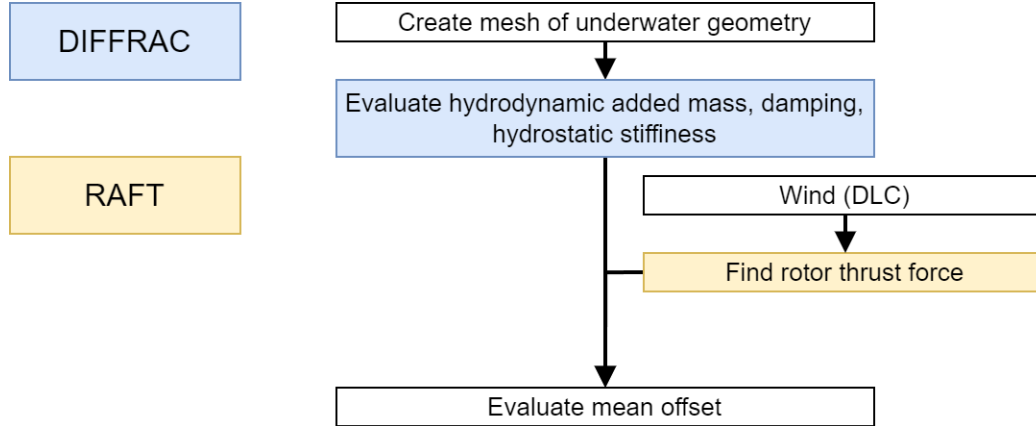 DIFFRAC
RAFT
Create mesh of underwater geometry
Evaluate hydrodynamic added mass, damping,
hydrostatic stiffiness
Wind (DLC)
Find rotor thrust force
Evaluate mean offset